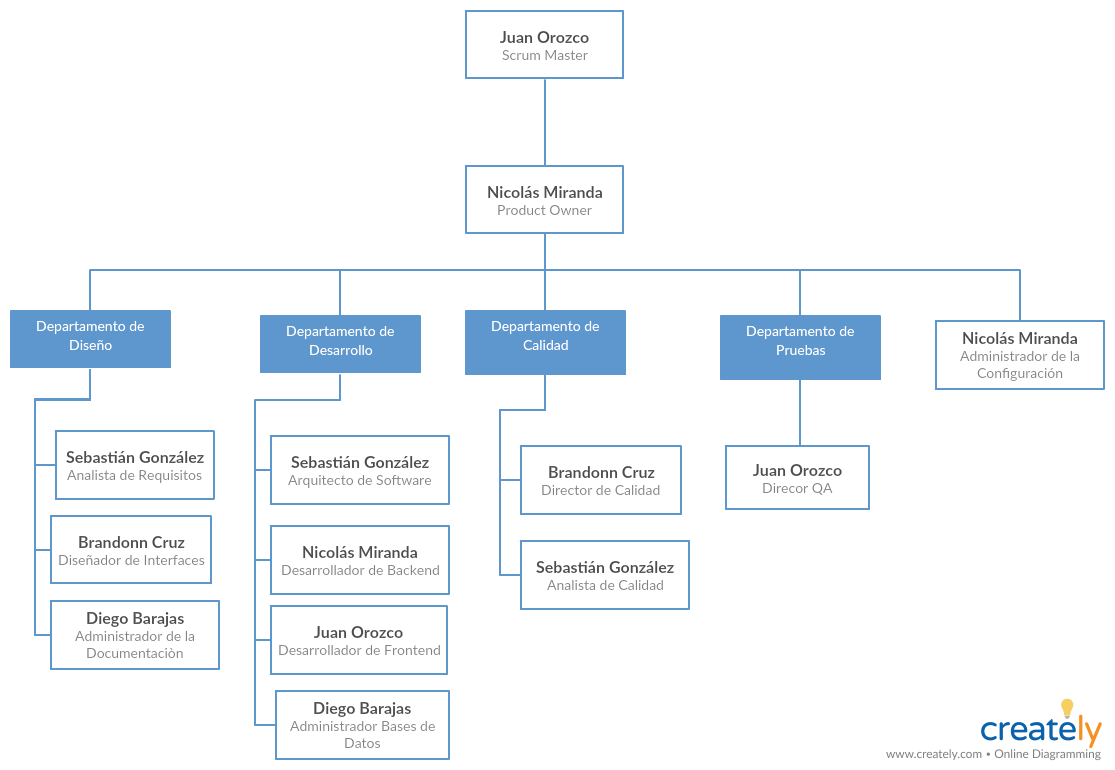 Juan Orozco
Scrum Master
Nicolás Miranda
Product Owner
Departamento de
Diseño
Departamento de
Desarrollo
Departamento de
Calidad
Departamento de
Pruebas
Nicolás Miranda
Administrador de la
Configuración
Sebastián González
Analista de Requisitos
Brandonn Cruz
Diseñador de Interfaces
Diego Barajas
Administrador de la
Documentaciòn
Sebastián González
Arquitecto de Software
Nicolás Miranda
Desarrollador de Backend
Juan Orozco
Desarrollador de Frontend
Diego Barajas
Administrador Bases de
Datos
Brandonn Cruz
Director de Calidad
Sebastián González
Analista de Calidad
Juan Orozco
Direcor QA
creately
www.creately.com • Online Diagramming